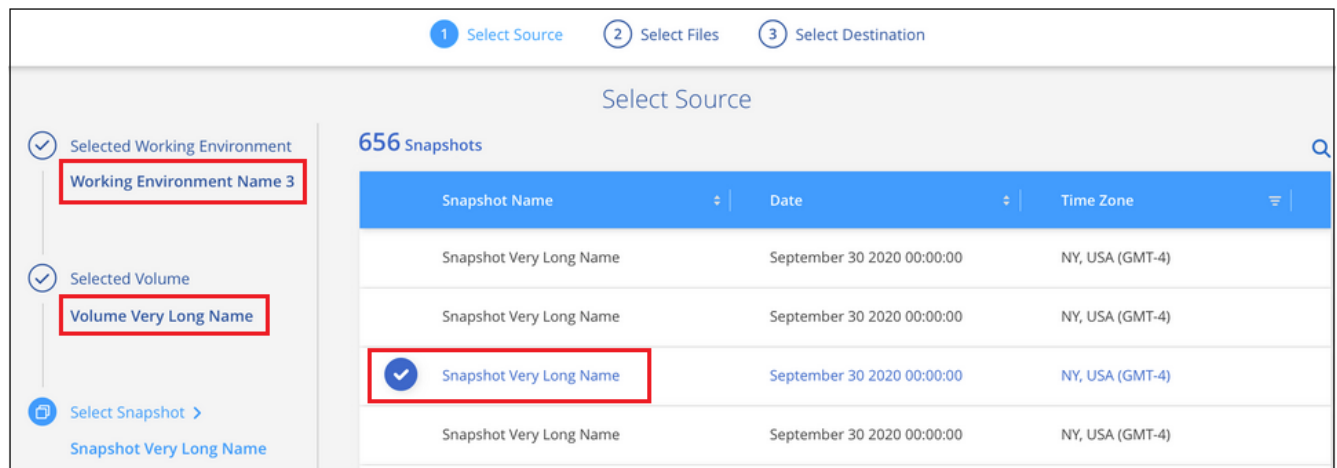 1 Select Source 2 Select Files 3 Select Destination
Select Source
Selected Working Environment
Working Environment Name 3
Selected Volume
Volume Very Long Name
Select Snapshot >
Snapshot Very Long Name
656 Snapshots
Snapshot Name Date Time Zone
Snapshot Very Long Name September 30 2020 00:00:00 NY, USA (GMT-4)
Snapshot Very Long Name September 30 2020 00:00:00 NY, USA (GMT-4)
Snapshot Very Long Name September 30 2020 00:00:00 NY, USA (GMT-4)
Snapshot Very Long Name September 30 2020 00:00:00 NY, USA (GMT-4)